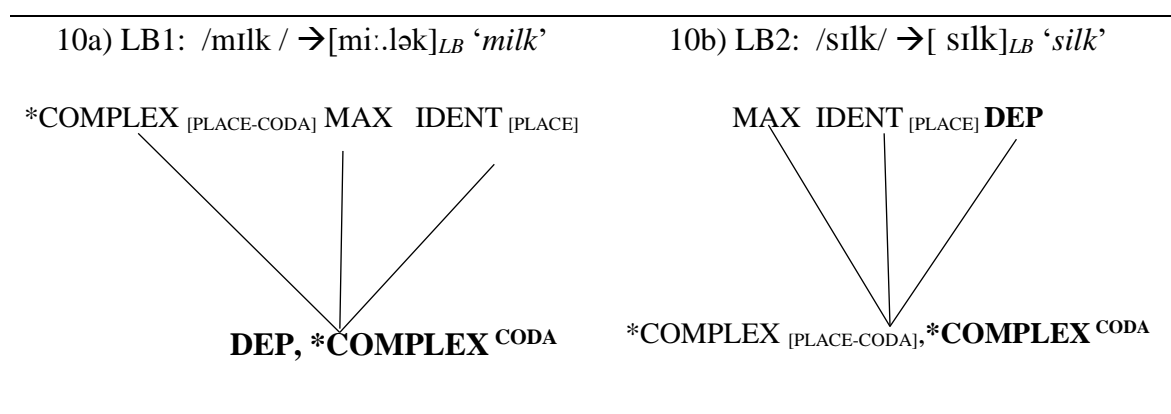 10a) LB1: /mɪlk / →[miː.lək]LB ‘milk’ 10b) LB2: /sɪlk/ →[ sɪlk]LB ‘silk’
*COMPLEX [PLACE-CODA] MAX IDENT [PLACE] MAX IDENT [PLACE] DEP
DEP, *COMPLEX CODA *COMPLEX [PLACE-CODA],*COMPLEX CODA